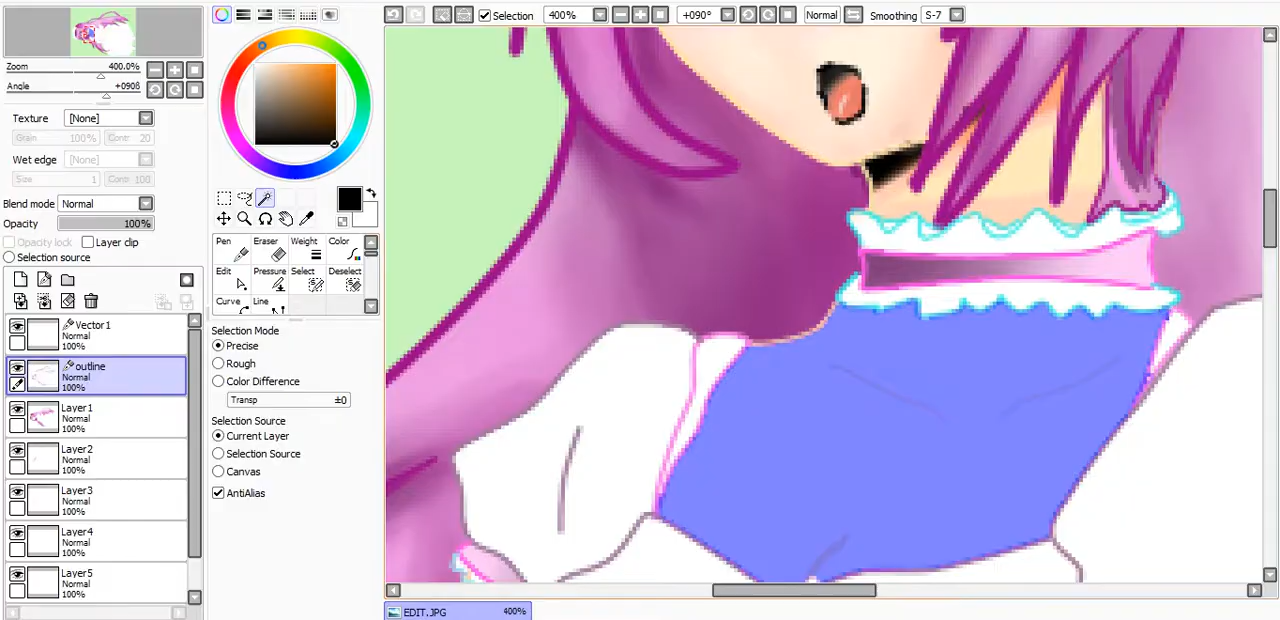 Selection 400% +090° Normal Smoothing S-7
Zoom 400.0%
Angle +090ß
Texture [None]
Grain 100% Contr 20
Wet edge [None]
Size 1 Contr 100
Blend mode Normal
Opacity 100%
Opacity lock Layer clip
Selection source
Vector1
Normal
100%
outline
Normal
100%
Layer1
Normal
100%
Layer2
Normal
100%
Layer3
Normal
100%
Layer4
Normal
100%
Layer5
Normal
100%
Pen Eraser Weight Color
Edit Pressure Select Deselect
Curve Line
Selection Mode
Precise
Rough
Color Difference
Transp ±0
Selection Source
Current Layer
Selection Source
Canvas
AntiAlias
EDIT.JPG 400%